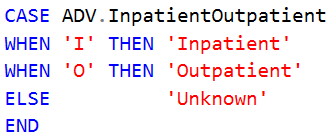 CASE ADV.InpatientOutpatient
WHEN 'I' THEN 'Inpatient'
WHEN 'O' THEN 'Outpatient'
ELSE          'Unknown'
END